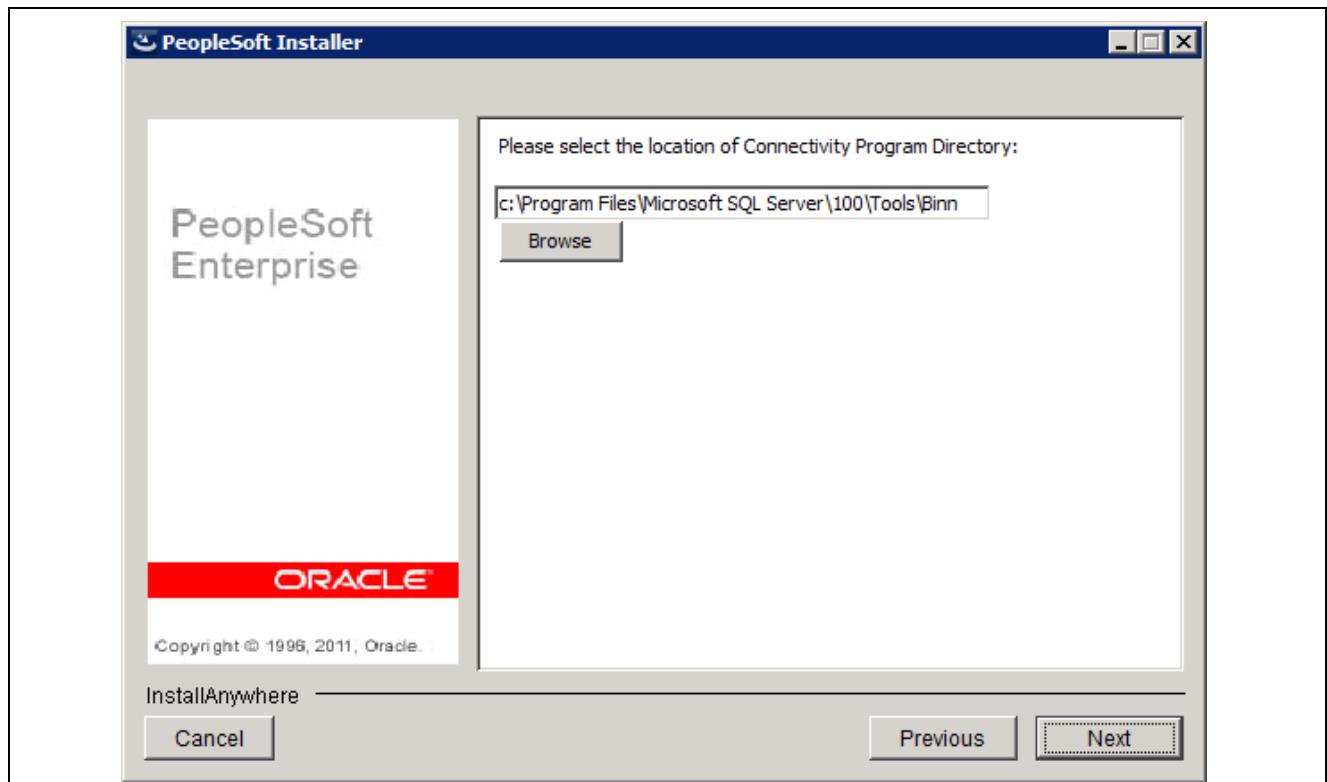 PeopleSoft Installer
Please select the location of Connectivity Program Directory:
c:\Program Files\Microsoft SQL Server\100\Tools\Binn
Browse
PeopleSoft
Enterprise
ORACLE
Copyright © 1996, 2011, Oracle.
InstallAnywhere
Cancel
Previous
Next